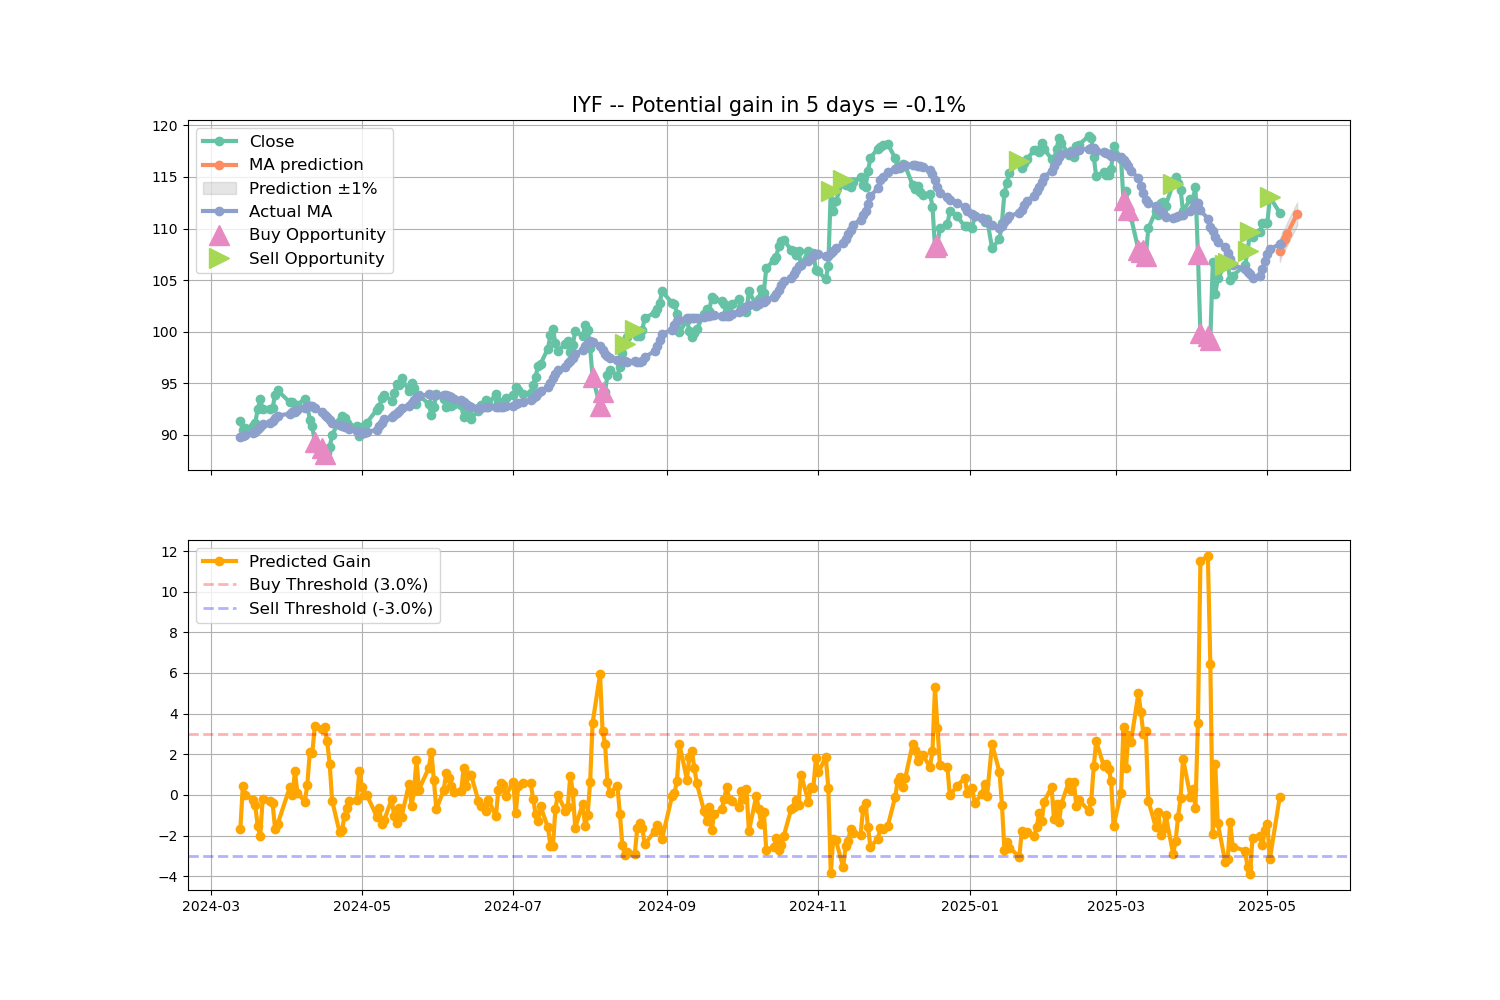 IYF -- Potential gain in 5 days = -0.1%
120
115
110
105
100
95
90
Close
MA prediction
Prediction ±1%
Actual MA
Buy Opportunity
Sell Opportunity
12
10
8
6
4
2
0
−2
−4
Predicted Gain
Buy Threshold (3.0%)
Sell Threshold (-3.0%)
2024-03
2024-05
2024-07
2024-09
2024-11
2025-01
2025-03
2025-05